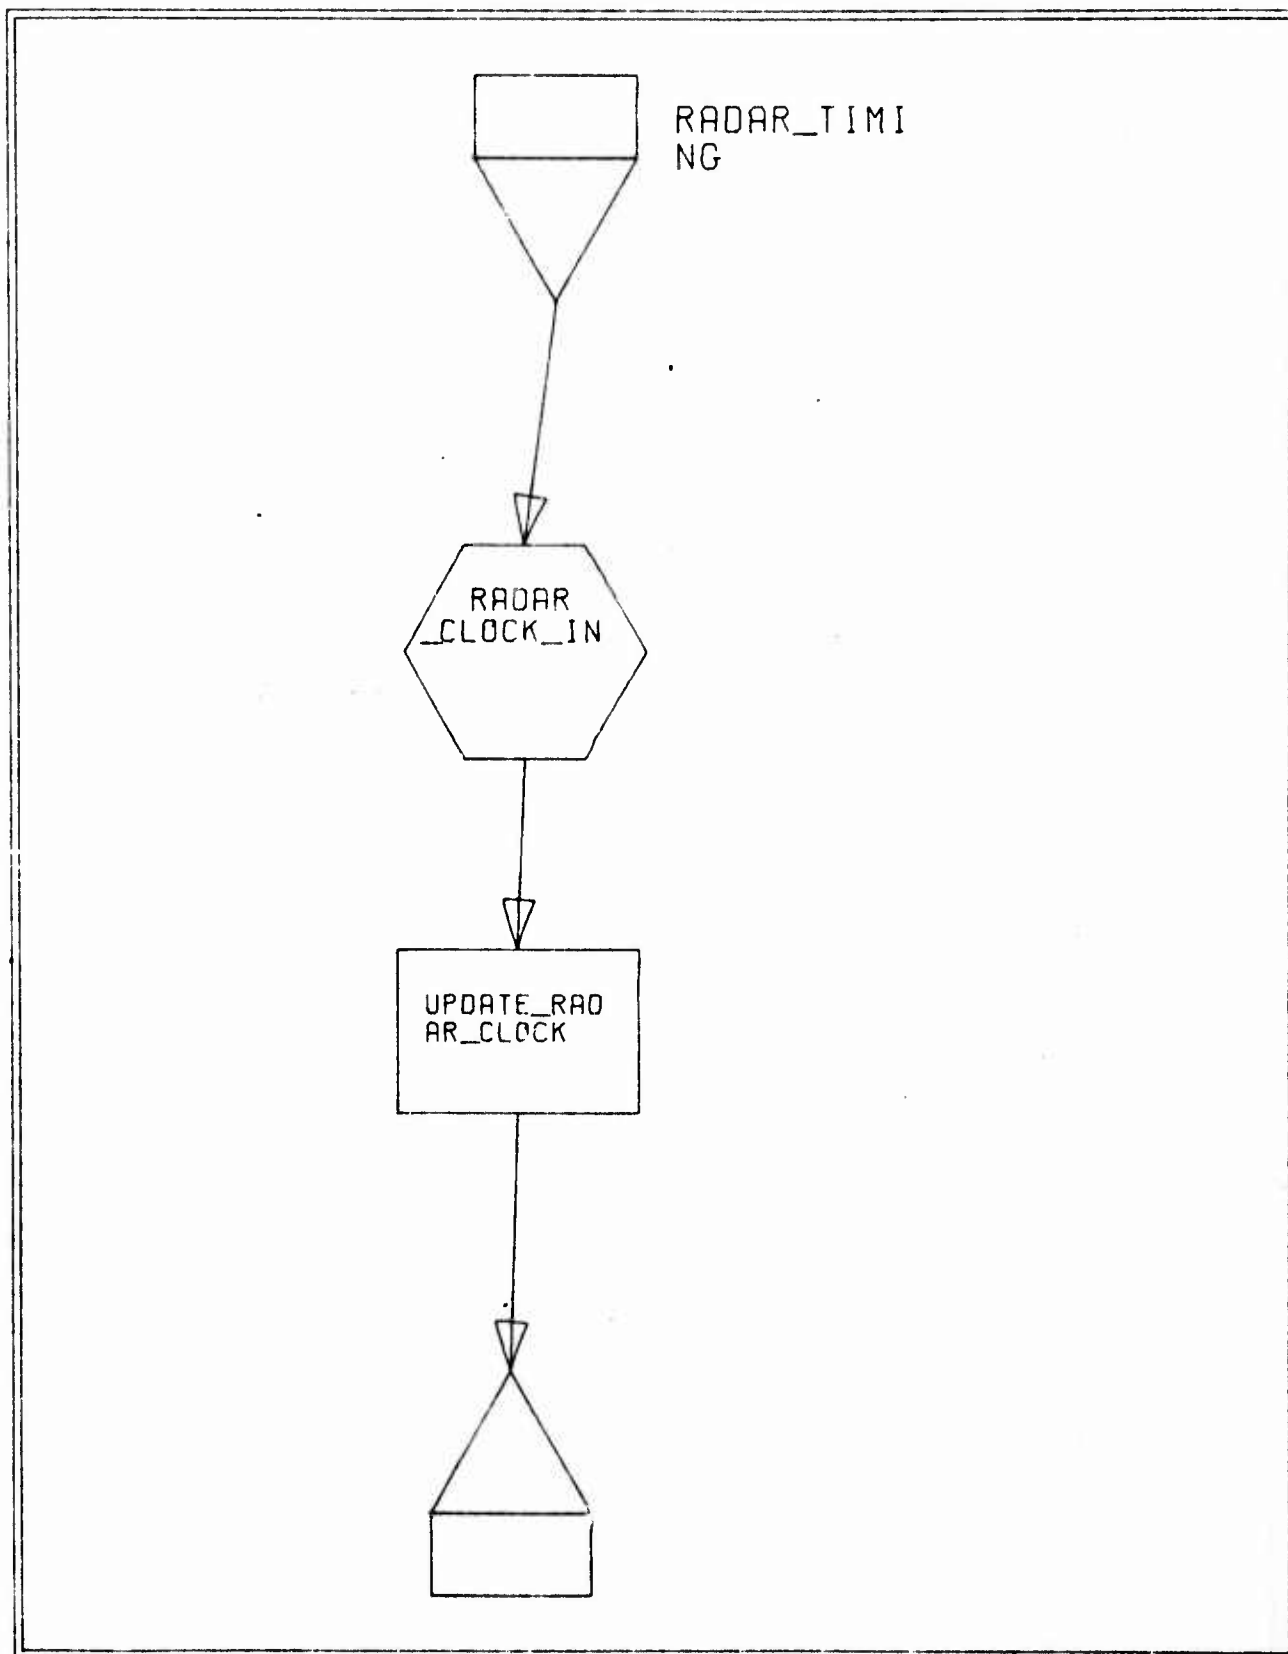 RADAR_TIMI
NG
RADAR
_CLOCK_IN
UPDATE_RAD
AR_CLOCK